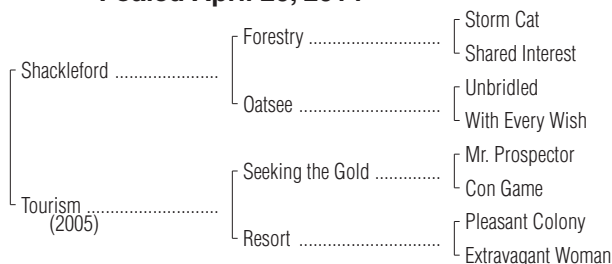 Storm Cat
Forestry
Shared Interest
Shackleford
Unbridled
Oatsee
With Every Wish
Mr. Prospector
Seeking the Gold
Con Game
Tourism
(2005)
Pleasant Colony
Resort
Extravagant Woman